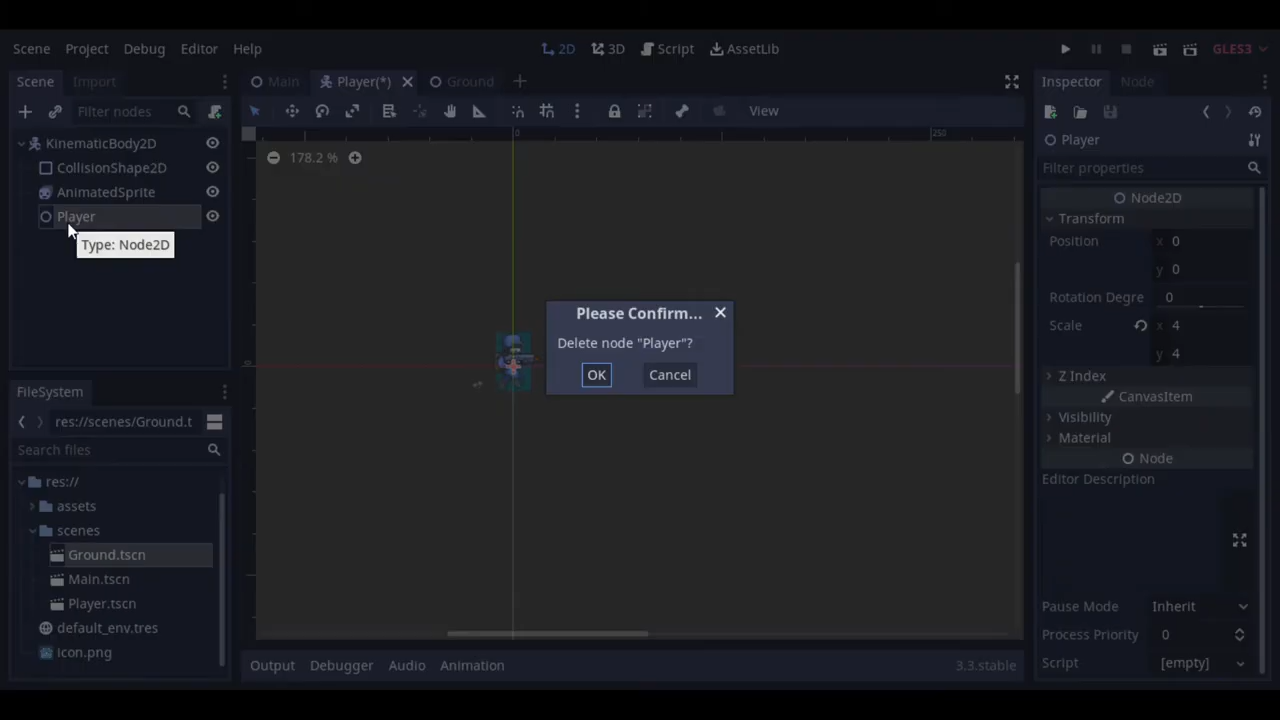 Scene Project Debug Editor Help
2D 3D Script AssetLib
GLES3
Scene Import
Filter nodes
KinematicBody2D
CollisionShape2D
AnimatedSprite
Player
Type: Node2D
FileSystem
res://scenes/Ground.t
Search files
res://
assets
scenes
Ground.tscn
Main.tscn
Player.tscn
default_env.tres
icon.png
Main Player(*) Ground
View
0 250
178.2 %
0
Please Confirm...
Delete node "Player"?
OK Cancel
Output Debugger Audio Animation 3.3.stable
Inspector Node
Player
Filter properties
Node2D
Transform
Position x 0
y 0
Rotation Degre 0
Scale x 4
y 4
Z Index
CanvasItem
Visibility
Material
Node
Editor Description
Pause Mode Inherit
Process Priority 0
Script [empty]